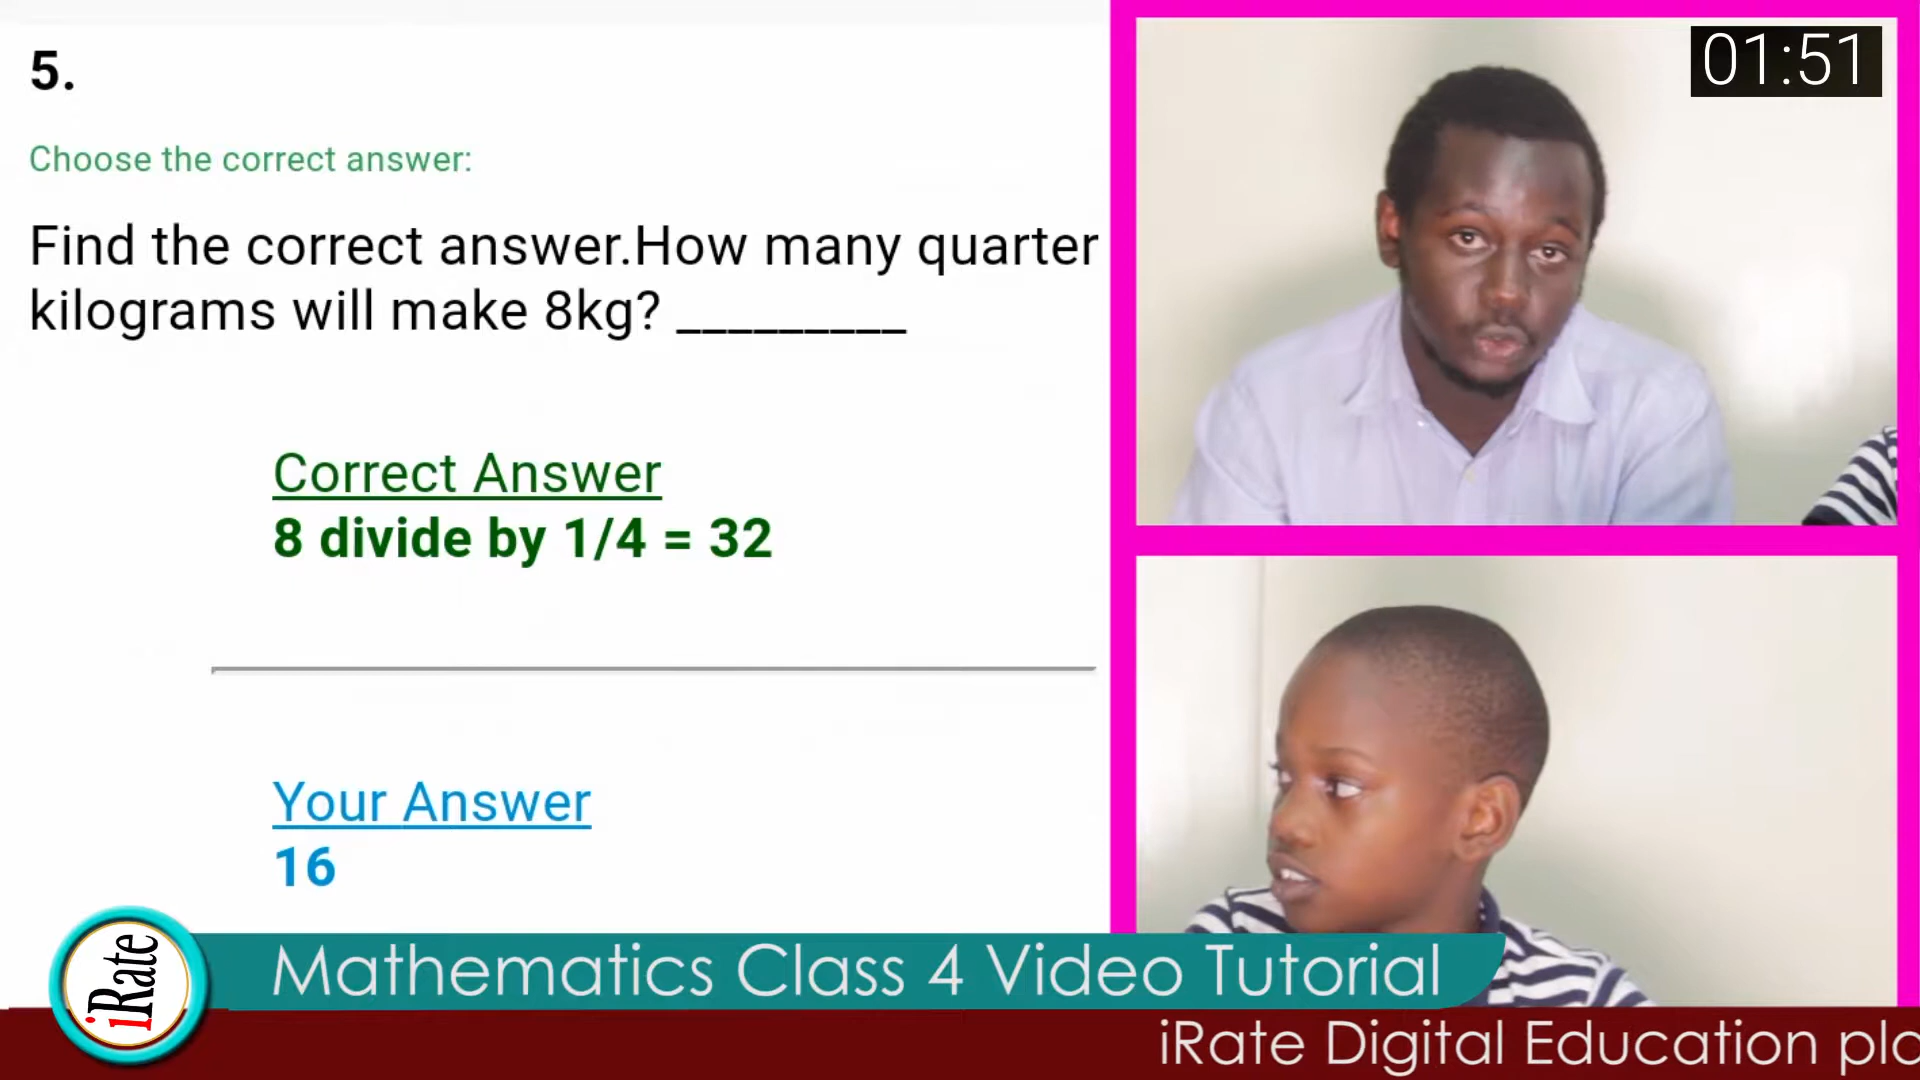 5.
Choose the correct answer:
Find the correct answer.How many quarter
kilograms will make 8kg? _________
Correct Answer
8 divide by 1/4 = 32
Your Answer
16
01:51
iRate
Mathematics Class 4 Video Tutorial
iRate Digital Education pla